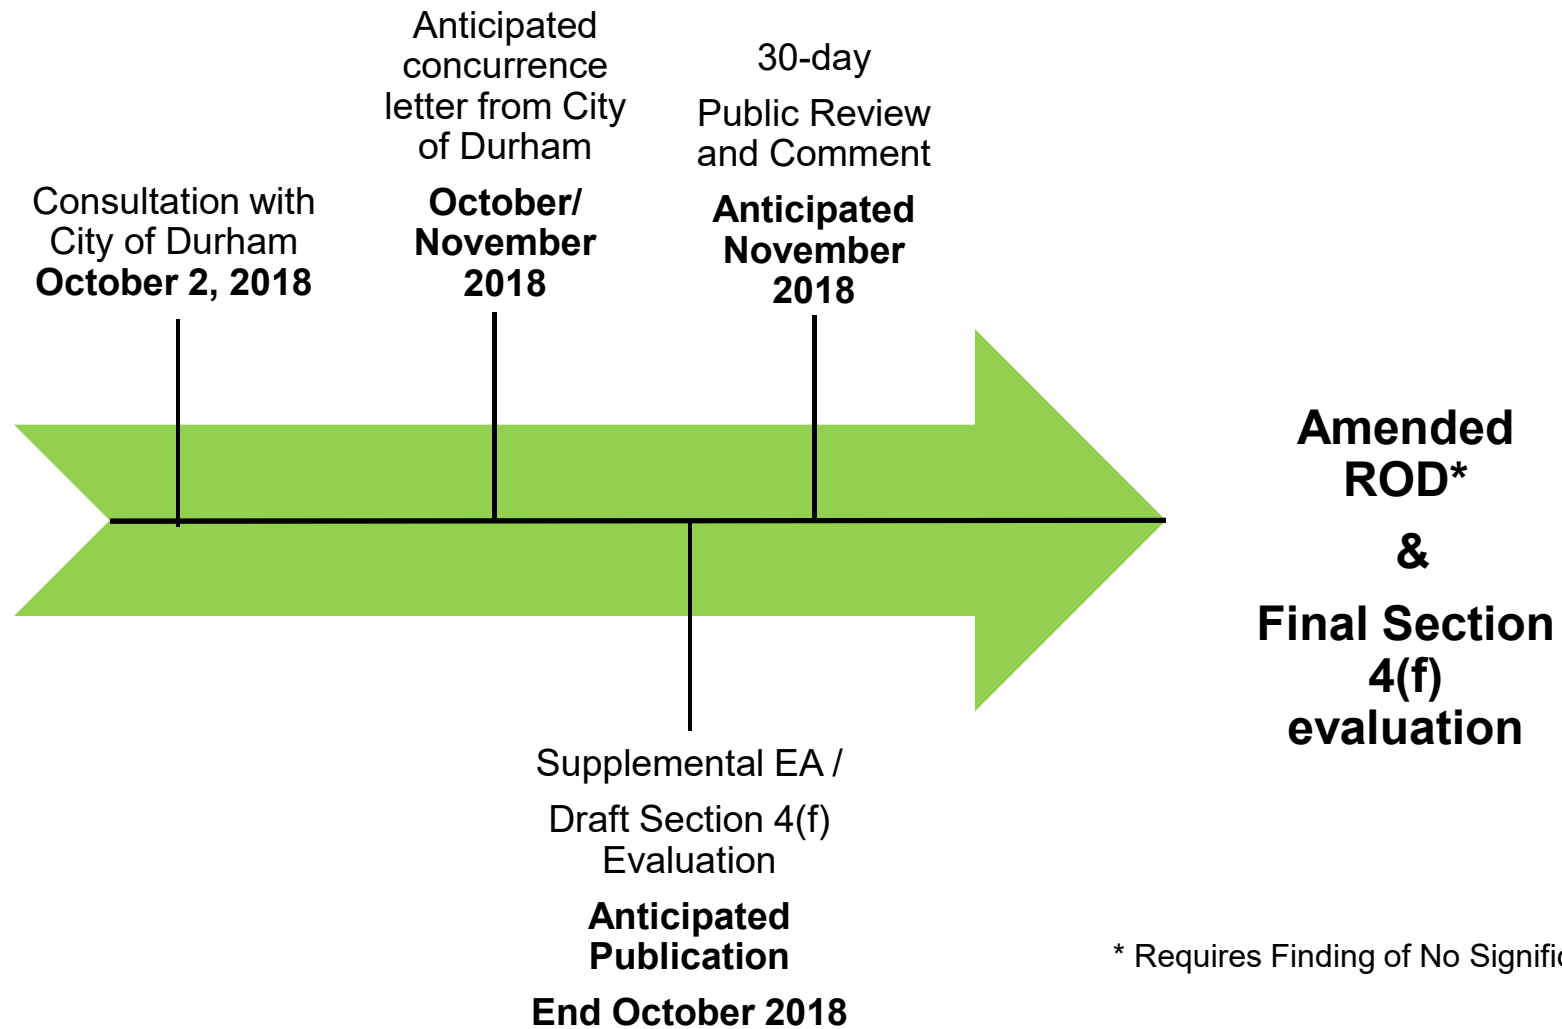 Consultation with
City of Durham
October 2, 2018
Anticipated
concurrence
letter from City
of Durham
October/
November
2018
30-day
Public Review
and Comment
Anticipated
November
2018
Supplemental EA /
Draft Section 4(f)
Evaluation
Anticipated
Publication
End October 2018
Amended
ROD*
&
Final Section
4(f)
evaluation
* Requires Finding of No